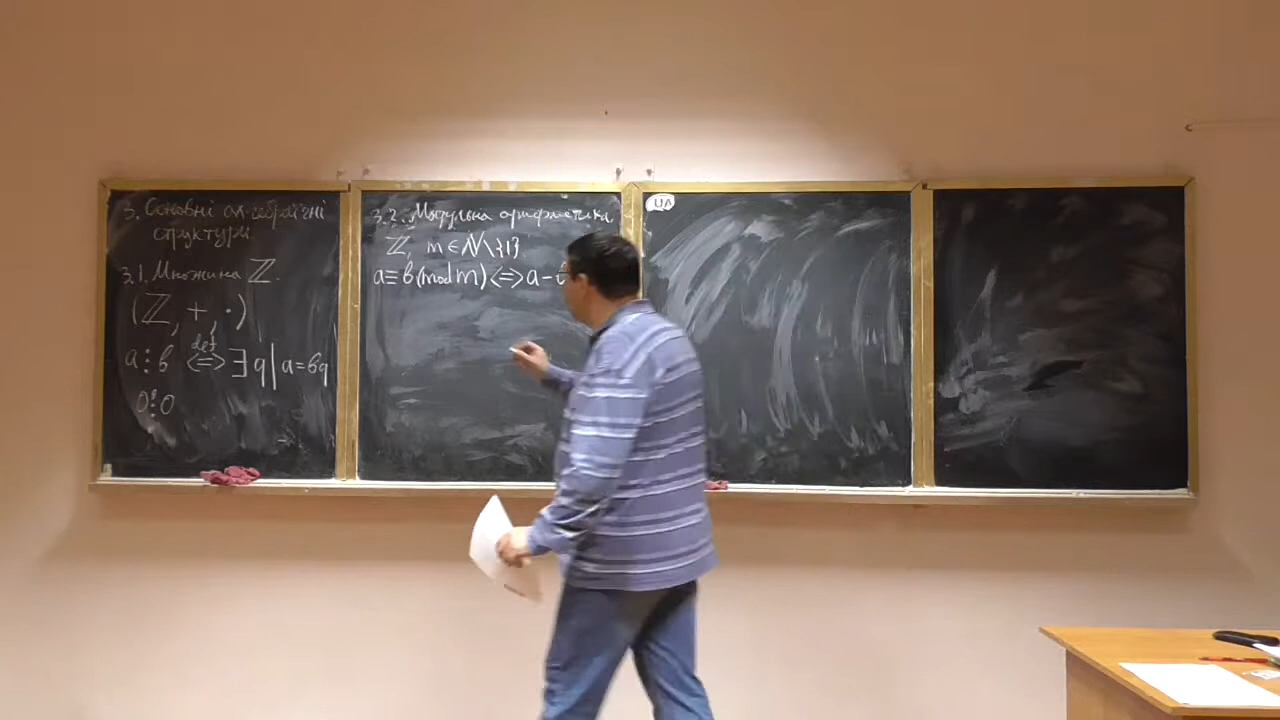 3. Основні алгебраїчні
структури.
3.1. Множина ℤ.
(ℤ, +, ·)
a ⋮ b ⇔ def ∃ q | a = bq
0 ⋮ 0
3.2. Модульна арифметика
ℤ, m ∈ ℕ \ {1}
a ≡ b (mod m) ⇔ a -
UA